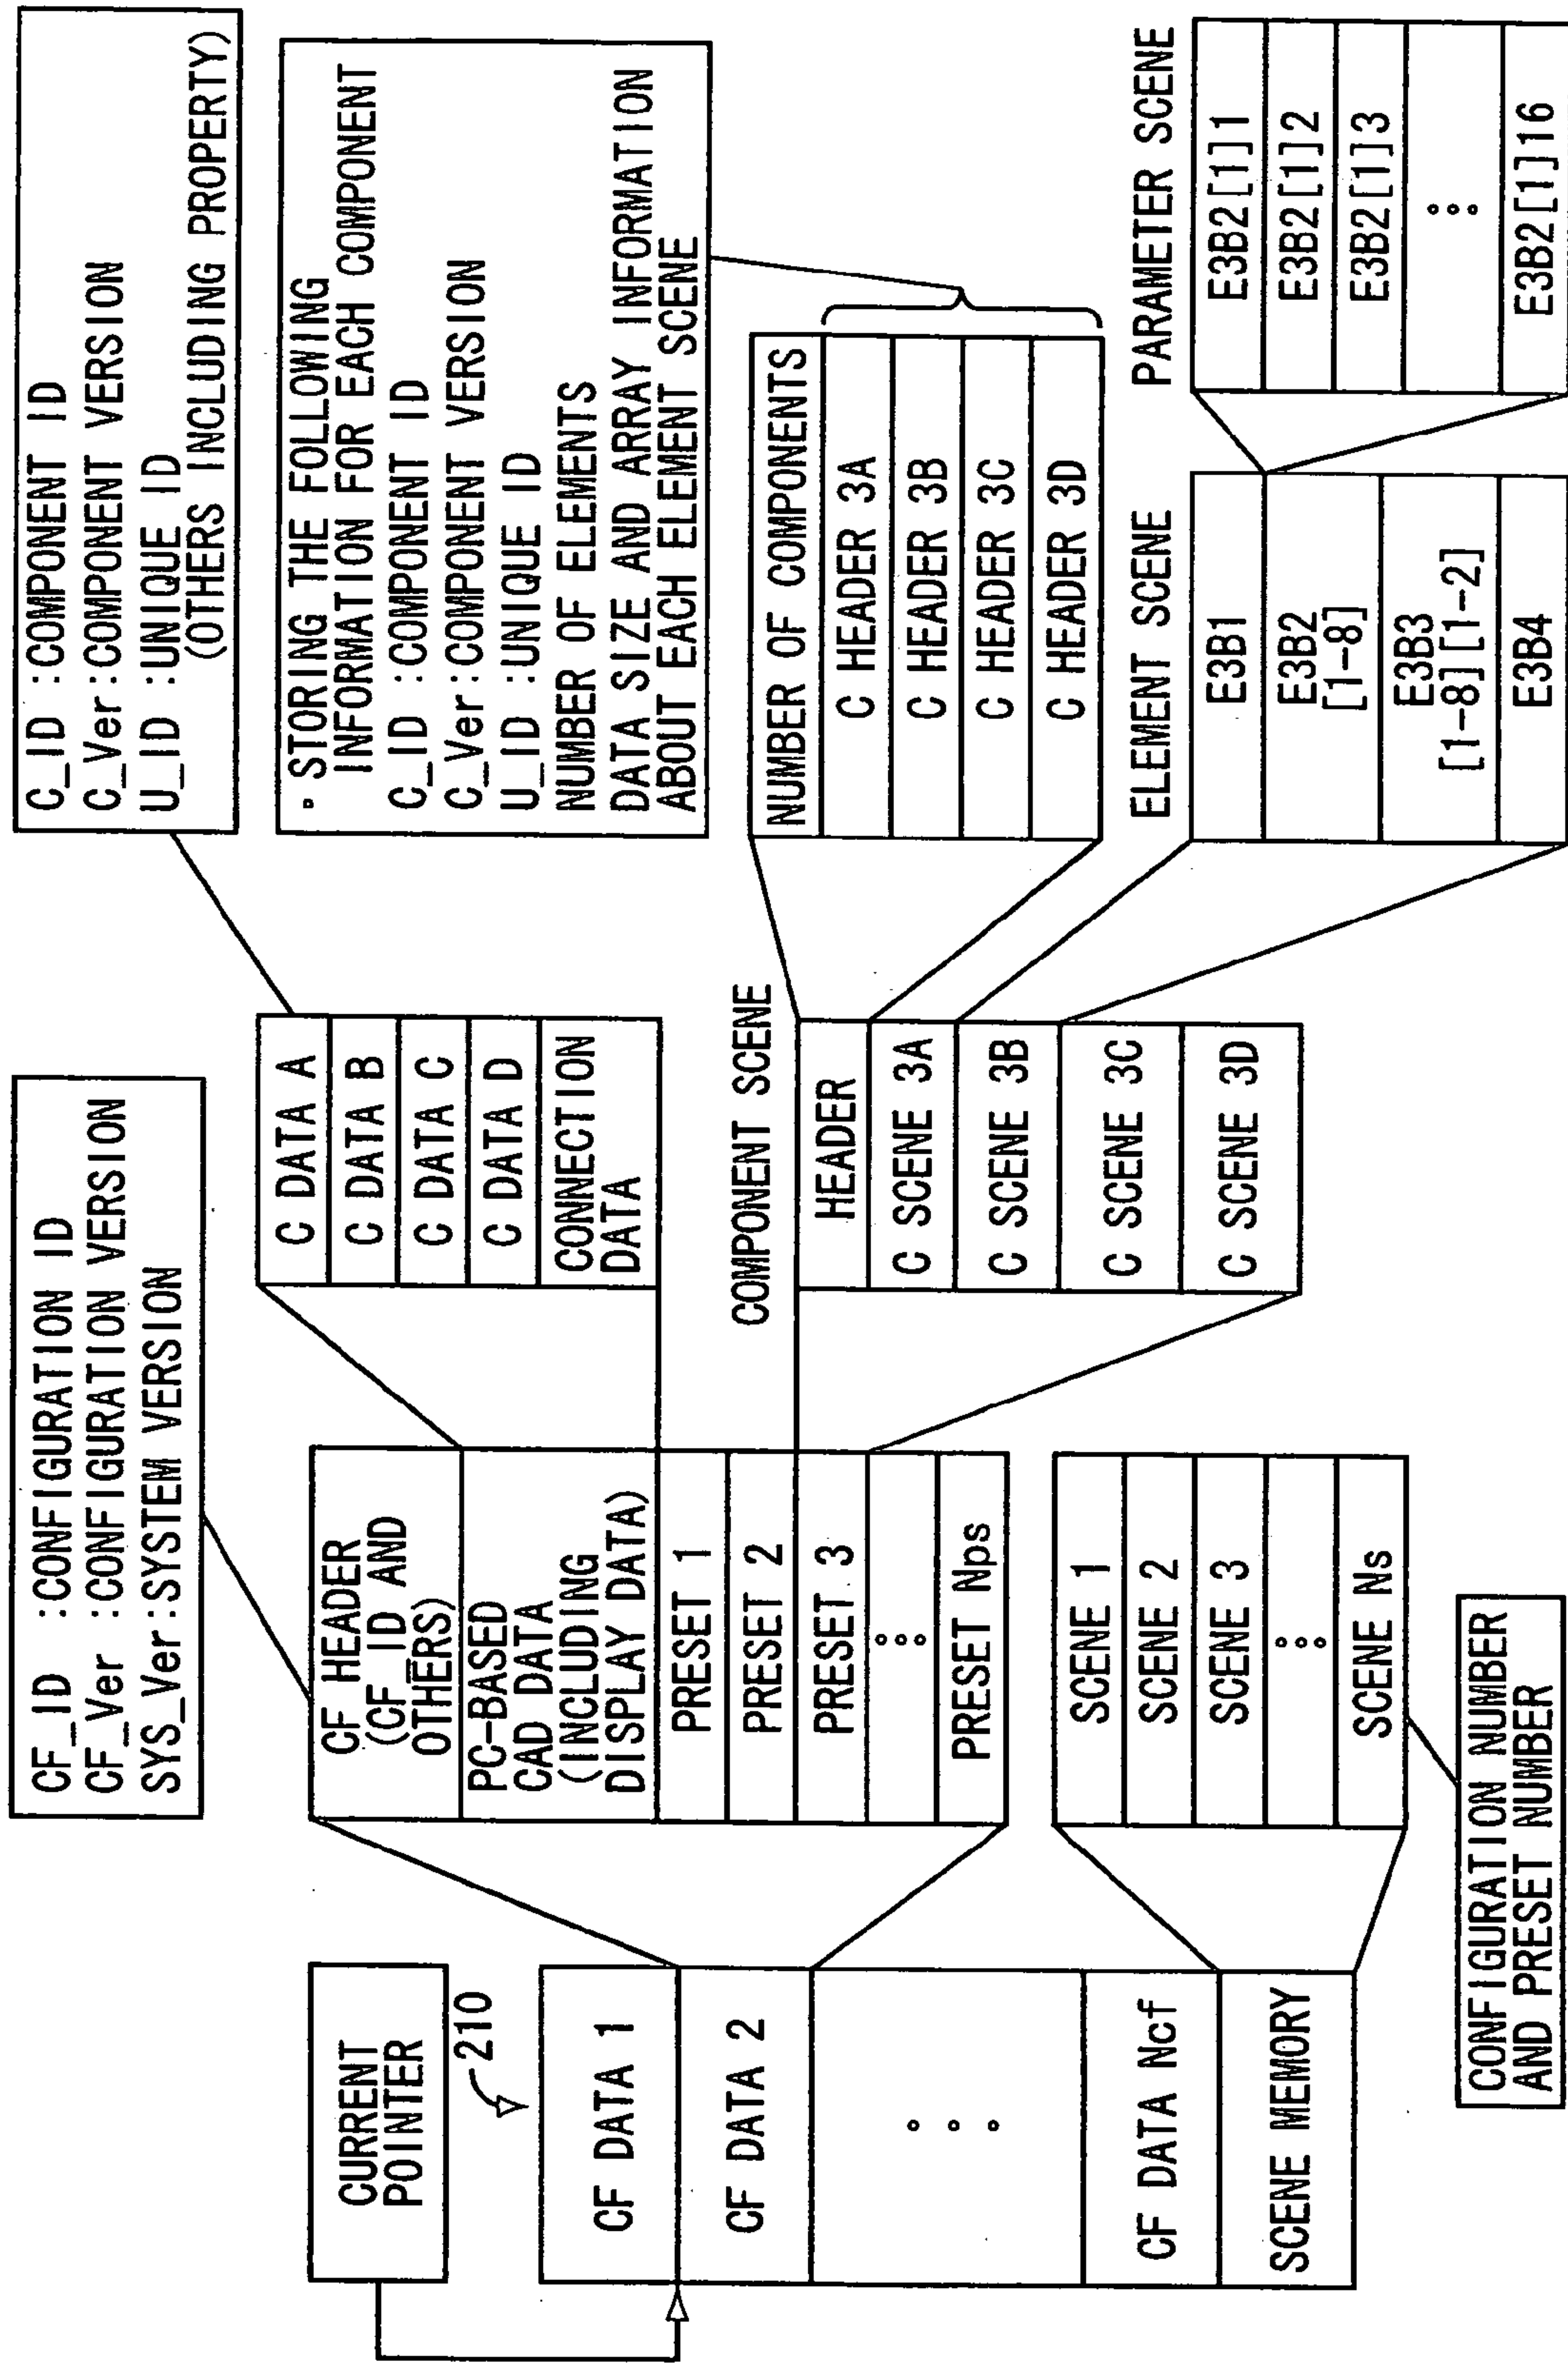 CURRENT
POINTER
210
CF DATA 1
CF DATA 2
CF DATA Ncf
SCENE MEMORY
CF_ID :CONFIGURATION ID
CF_Ver :CONFIGURATION VERSION
SYS_Ver:SYSTEM VERSION
CF HEADER
(CF_ID AND
OTHERS)
PC-BASED
CAD DATA
(INCLUDING
DISPLAY DATA)
PRESET 1
PRESET 2
PRESET 3
PRESET Nps
SCENE 1
SCENE 2
SCENE 3
SCENE Ns
CONFIGURATION NUMBER
AND PRESET NUMBER
C DATA A
C DATA B
C DATA C
C DATA D
CONNECTION
DATA
COMPONENT SCENE
HEADER
C SCENE 3A
C SCENE 3B
C SCENE 3C
C SCENE 3D
C_ID :COMPONENT ID
C_Ver:COMPONENT VERSION
U_ID :UNIQUE ID
(OTHERS INCLUDING PROPERTY)
▫ STORING THE FOLLOWING
INFORMATION FOR EACH COMPONENT
C_ID :COMPONENT ID
C_Ver:COMPONENT VERSION
U_ID :UNIQUE ID
NUMBER OF ELEMENTS
DATA SIZE AND ARRAY INFORMATION
ABOUT EACH ELEMENT SCENE
NUMBER OF COMPONENTS
C HEADER 3A
C HEADER 3B
C HEADER 3C
C HEADER 3D
ELEMENT SCENE
E3B1
E3B2
[1-8]
E3B3
[1-8][1-2]
E3B4
PARAMETER SCENE
E3B2[1]1
E3B2[1]2
E3B2[1]3
E3B2[1]16